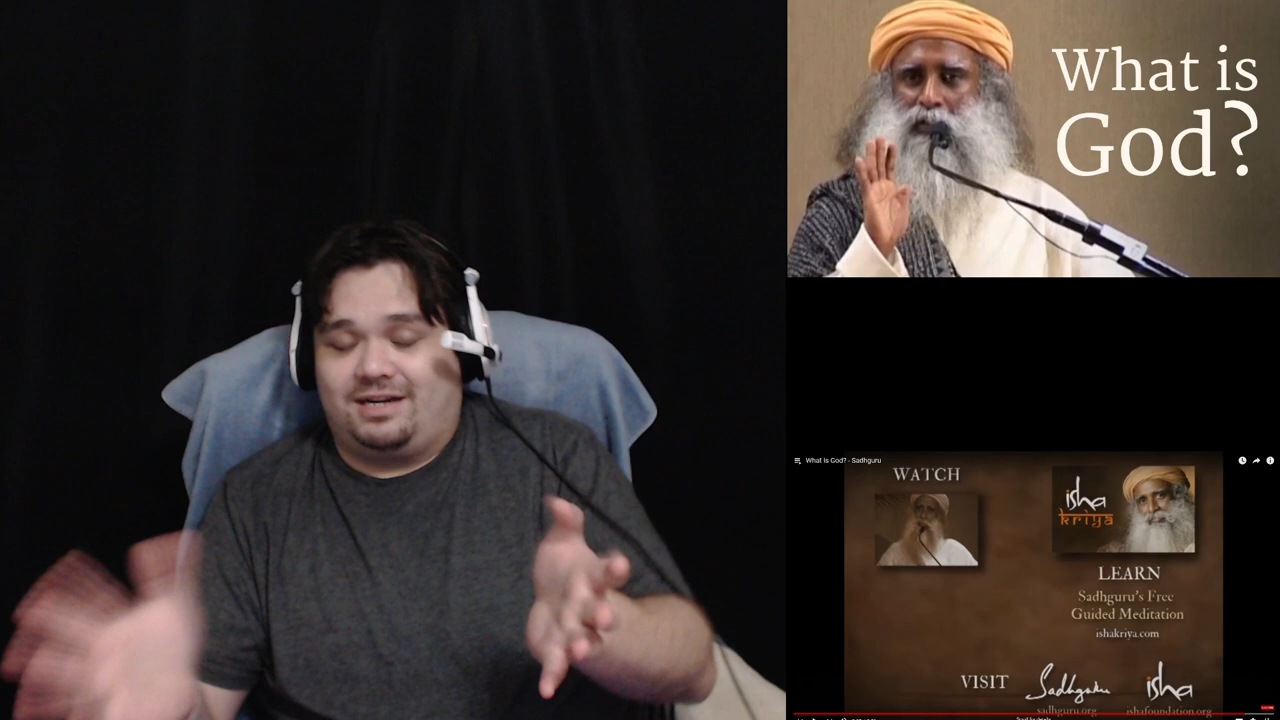 What is
God?
What Is God? - Sadhguru
WATCH
isha
kriya
LEARN
Sadhguru's Free
Guided Meditation
ishakriya.com
VISIT
Sadhguru
isha
sadhguru.org
ishafoundation.org